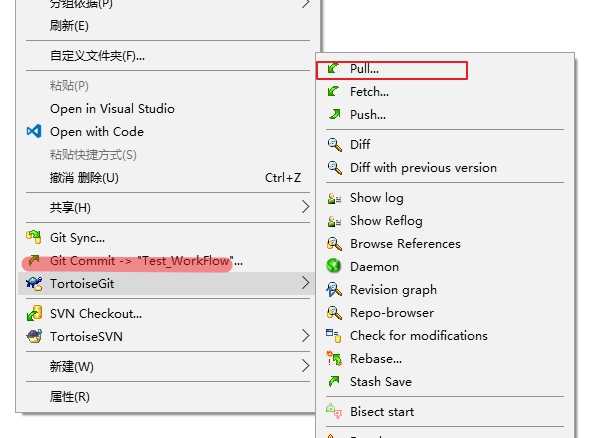 分组依据(P)
刷新(E)
自定义文件夹(F)...
粘贴(P)
Open in Visual Studio
Open with Code
粘贴快捷方式(S)
撤消 删除(U) Ctrl+Z
共享(H)
Git Sync...
Git Commit -> "Test_WorkFlow"...
TortoiseGit
SVN Checkout...
TortoiseSVN
新建(W)
属性(R)
Pull...
Fetch...
Push...
Diff
Diff with previous version
Show log
Show Reflog
Browse References
Daemon
Revision graph
Repo-browser
Check for modifications
Rebase...
Stash Save
Bisect start